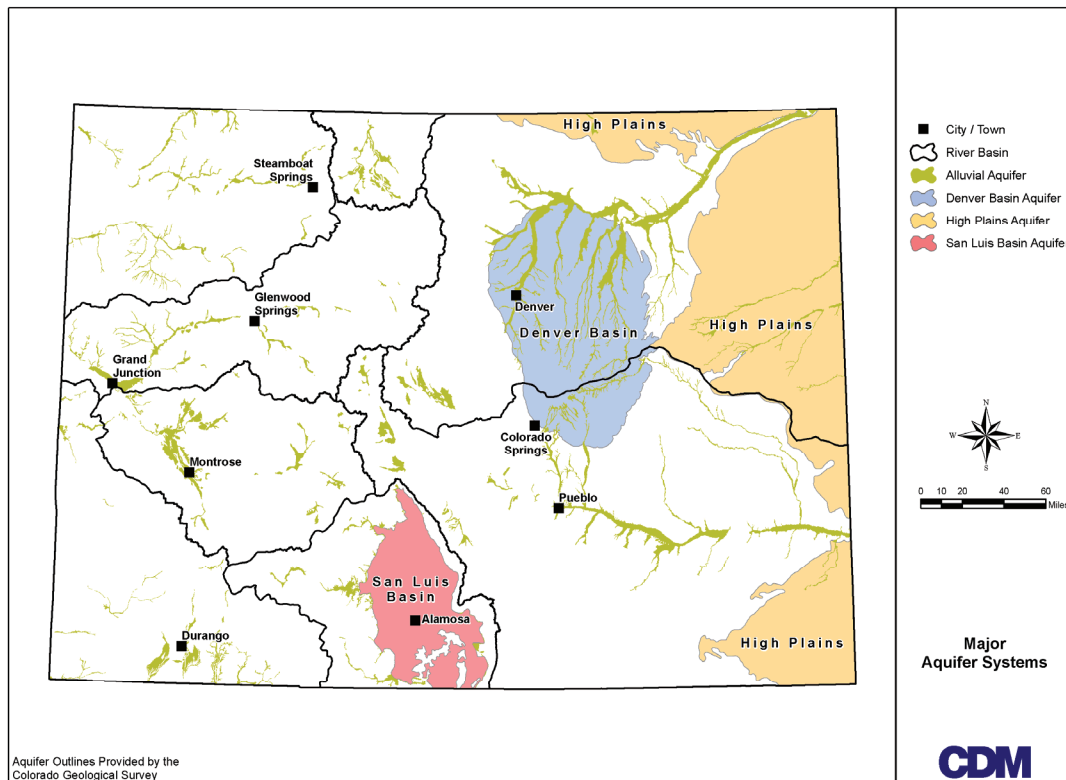 High Plains
Steamboat
Springs
Glenwood
Springs
Denver
Denver Basin
High Plains
Grand
Junction
Colorado
Springs
Montrose
Pueblo
San Luis
Basin
Alamosa
Durango
High Plains
City / Town
River Basin
Alluvial Aquifer
Denver Basin Aquifer
High Plains Aquifer
San Luis Basin Aquifer
N
W E
S
0 10 20 40 60
Miles
Major
Aquifer Systems
Aquifer Outlines Provided by the
Colorado Geological Survey
CDM